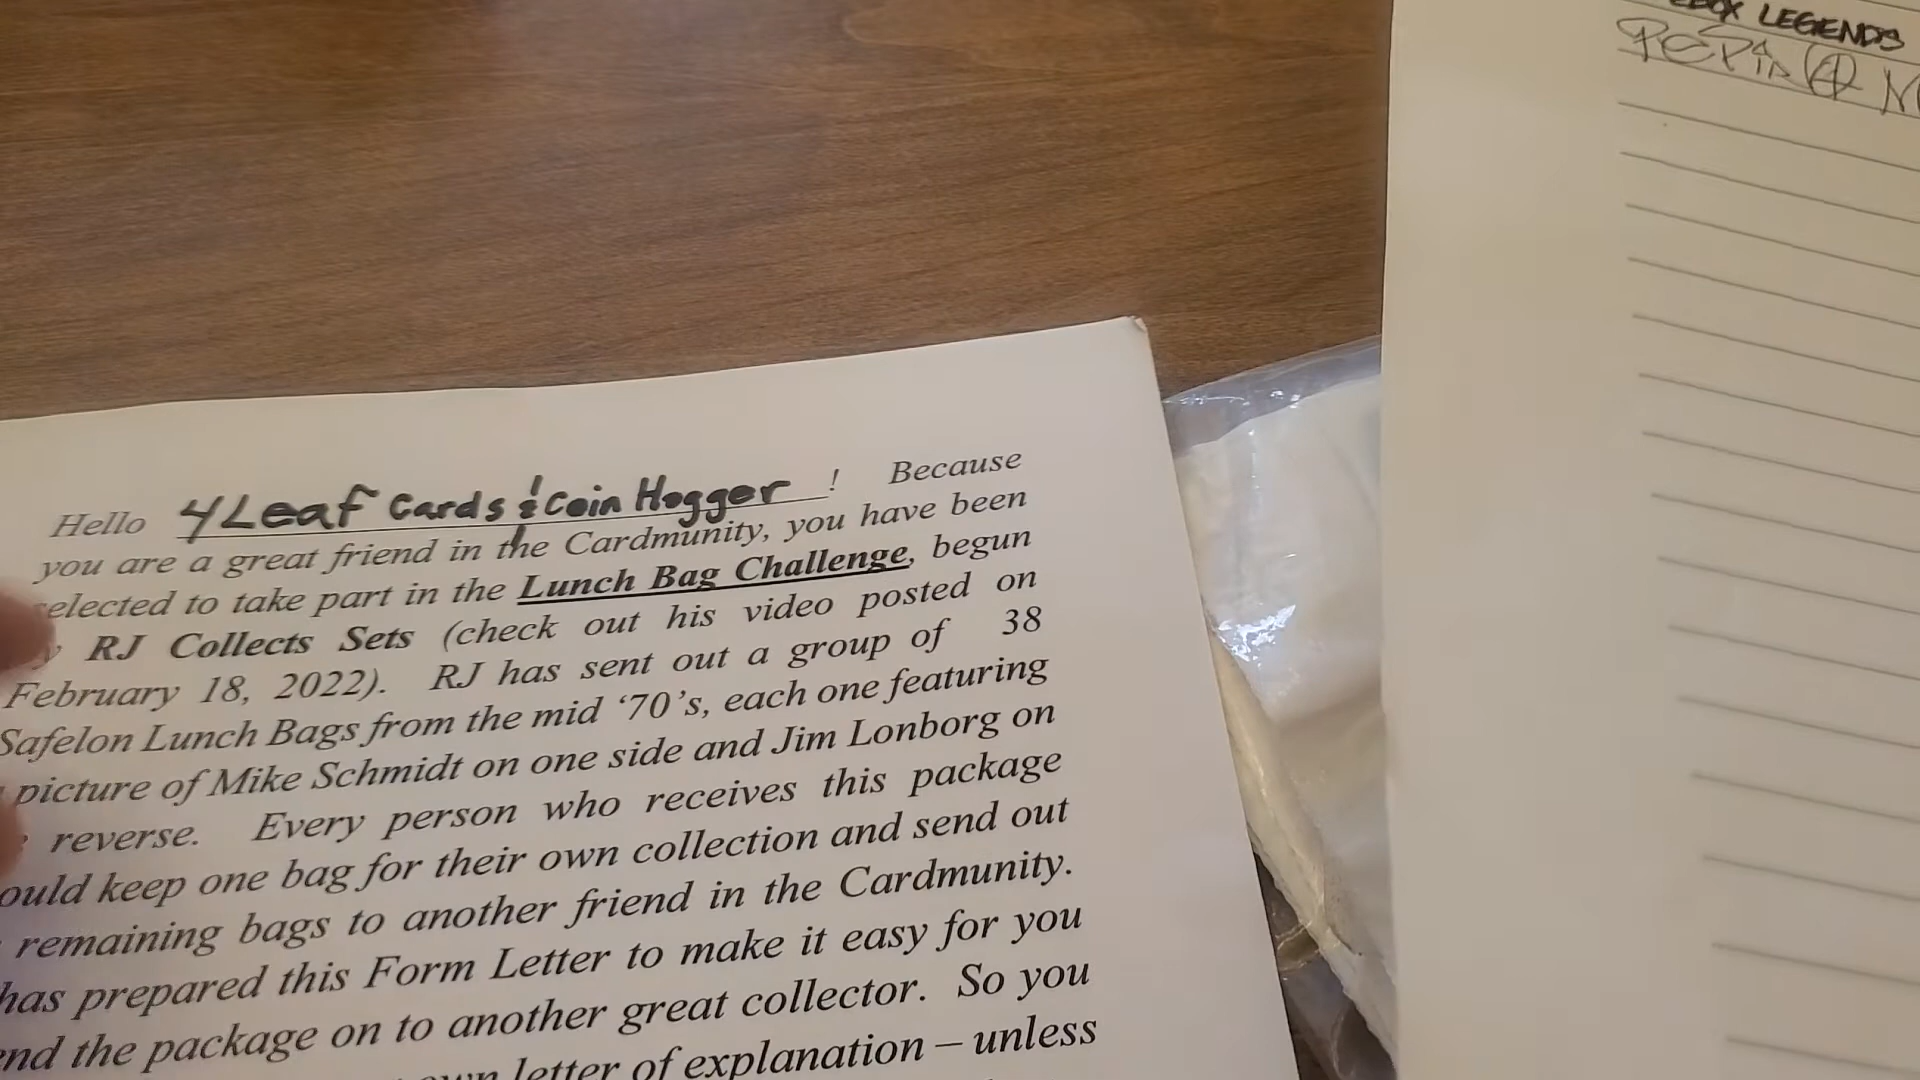 Hello 4 Leaf Cards & Coin Hogger! Because
you are a great friend in the Cardmunity, you have been
elected to take part in the Lunch Bag Challenge, begun
RJ Collects Sets (check out his video posted on
February 18, 2022). RJ has sent out a group of 38
Safelon Lunch Bags from the mid ‘70’s, each one featuring
picture of Mike Schmidt on one side and Jim Lonborg on
reverse. Every person who receives this package
ould keep one bag for their own collection and send out
remaining bags to another friend in the Cardmunity.
has prepared this Form Letter to make it easy for you
nd the package on to another great collector. So you
own letter of explanation – unless
LEGENDS